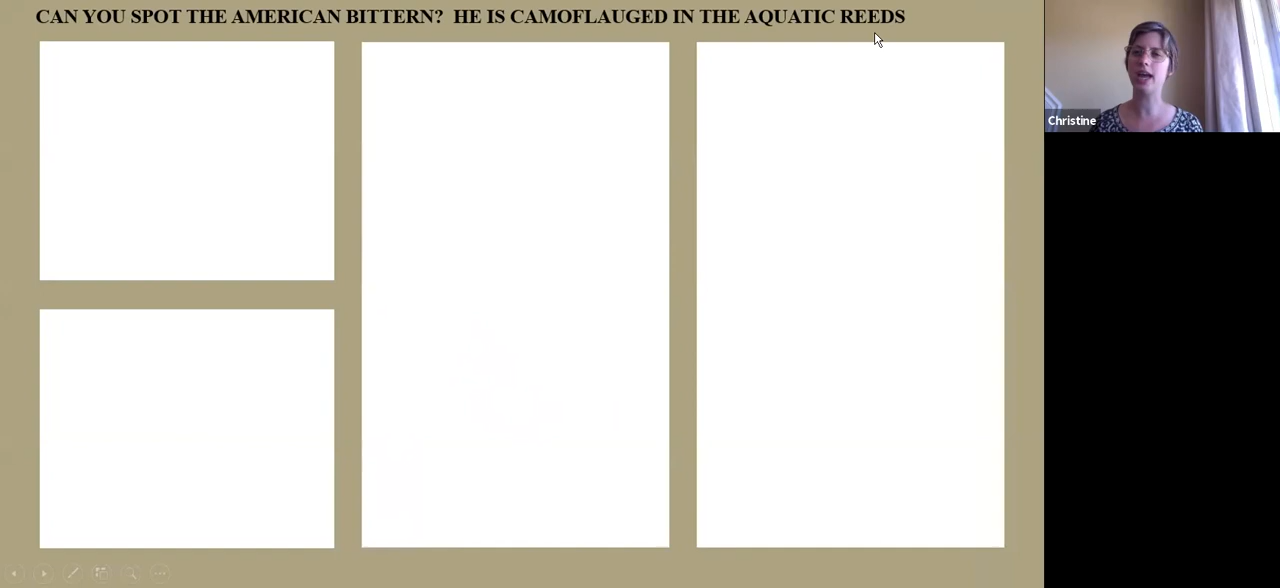 CAN YOU SPOT THE AMERICAN BITTERN? HE IS CAMOFLAUGED IN THE AQUATIC REEDS
Christine